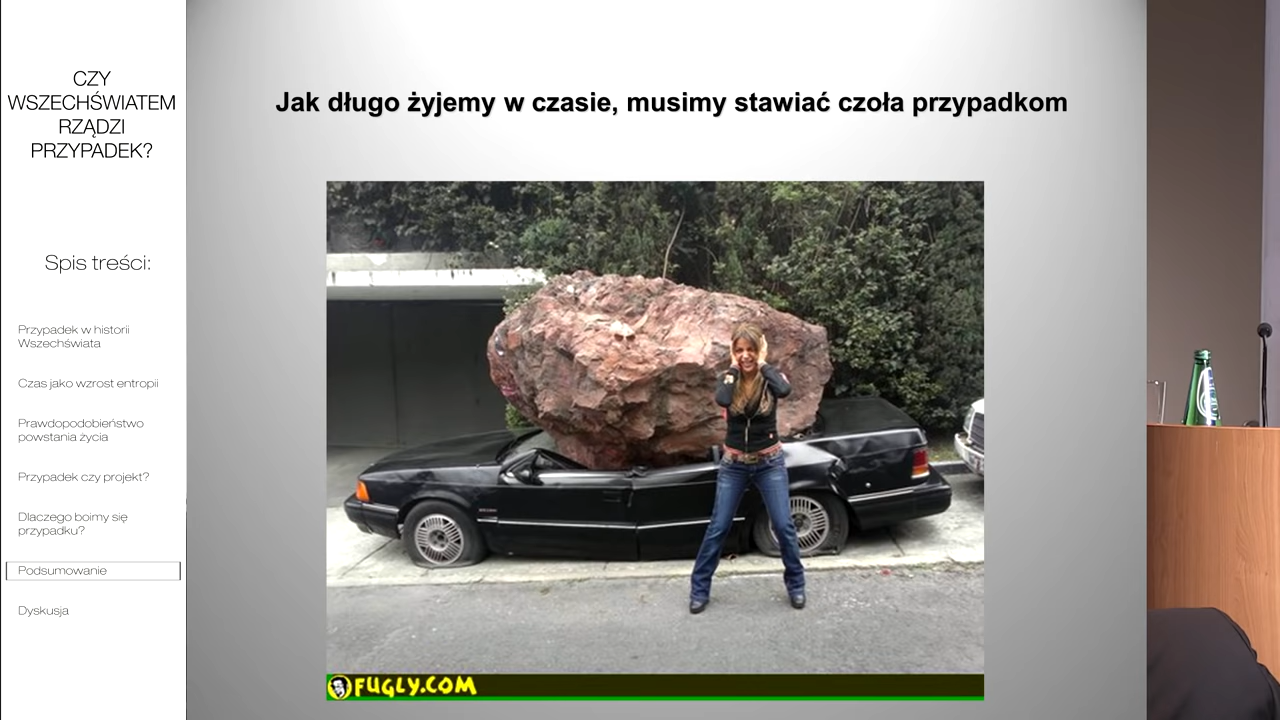 CZY
WSZECHŚWIATEM
RZĄDZI
PRZYPADEK?
Spis treści:
Przypadek w historii
Wszechświata
Czas jako wzrost entropii
Prawdopodobieństwo
powstania życia
Przypadek czy projekt?
Dlaczego boimy się
przypadku?
Podsumowanie
Dyskusja
Jak długo żyjemy w czasie, musimy stawiać czoła przypadkom
FUGLY.COM